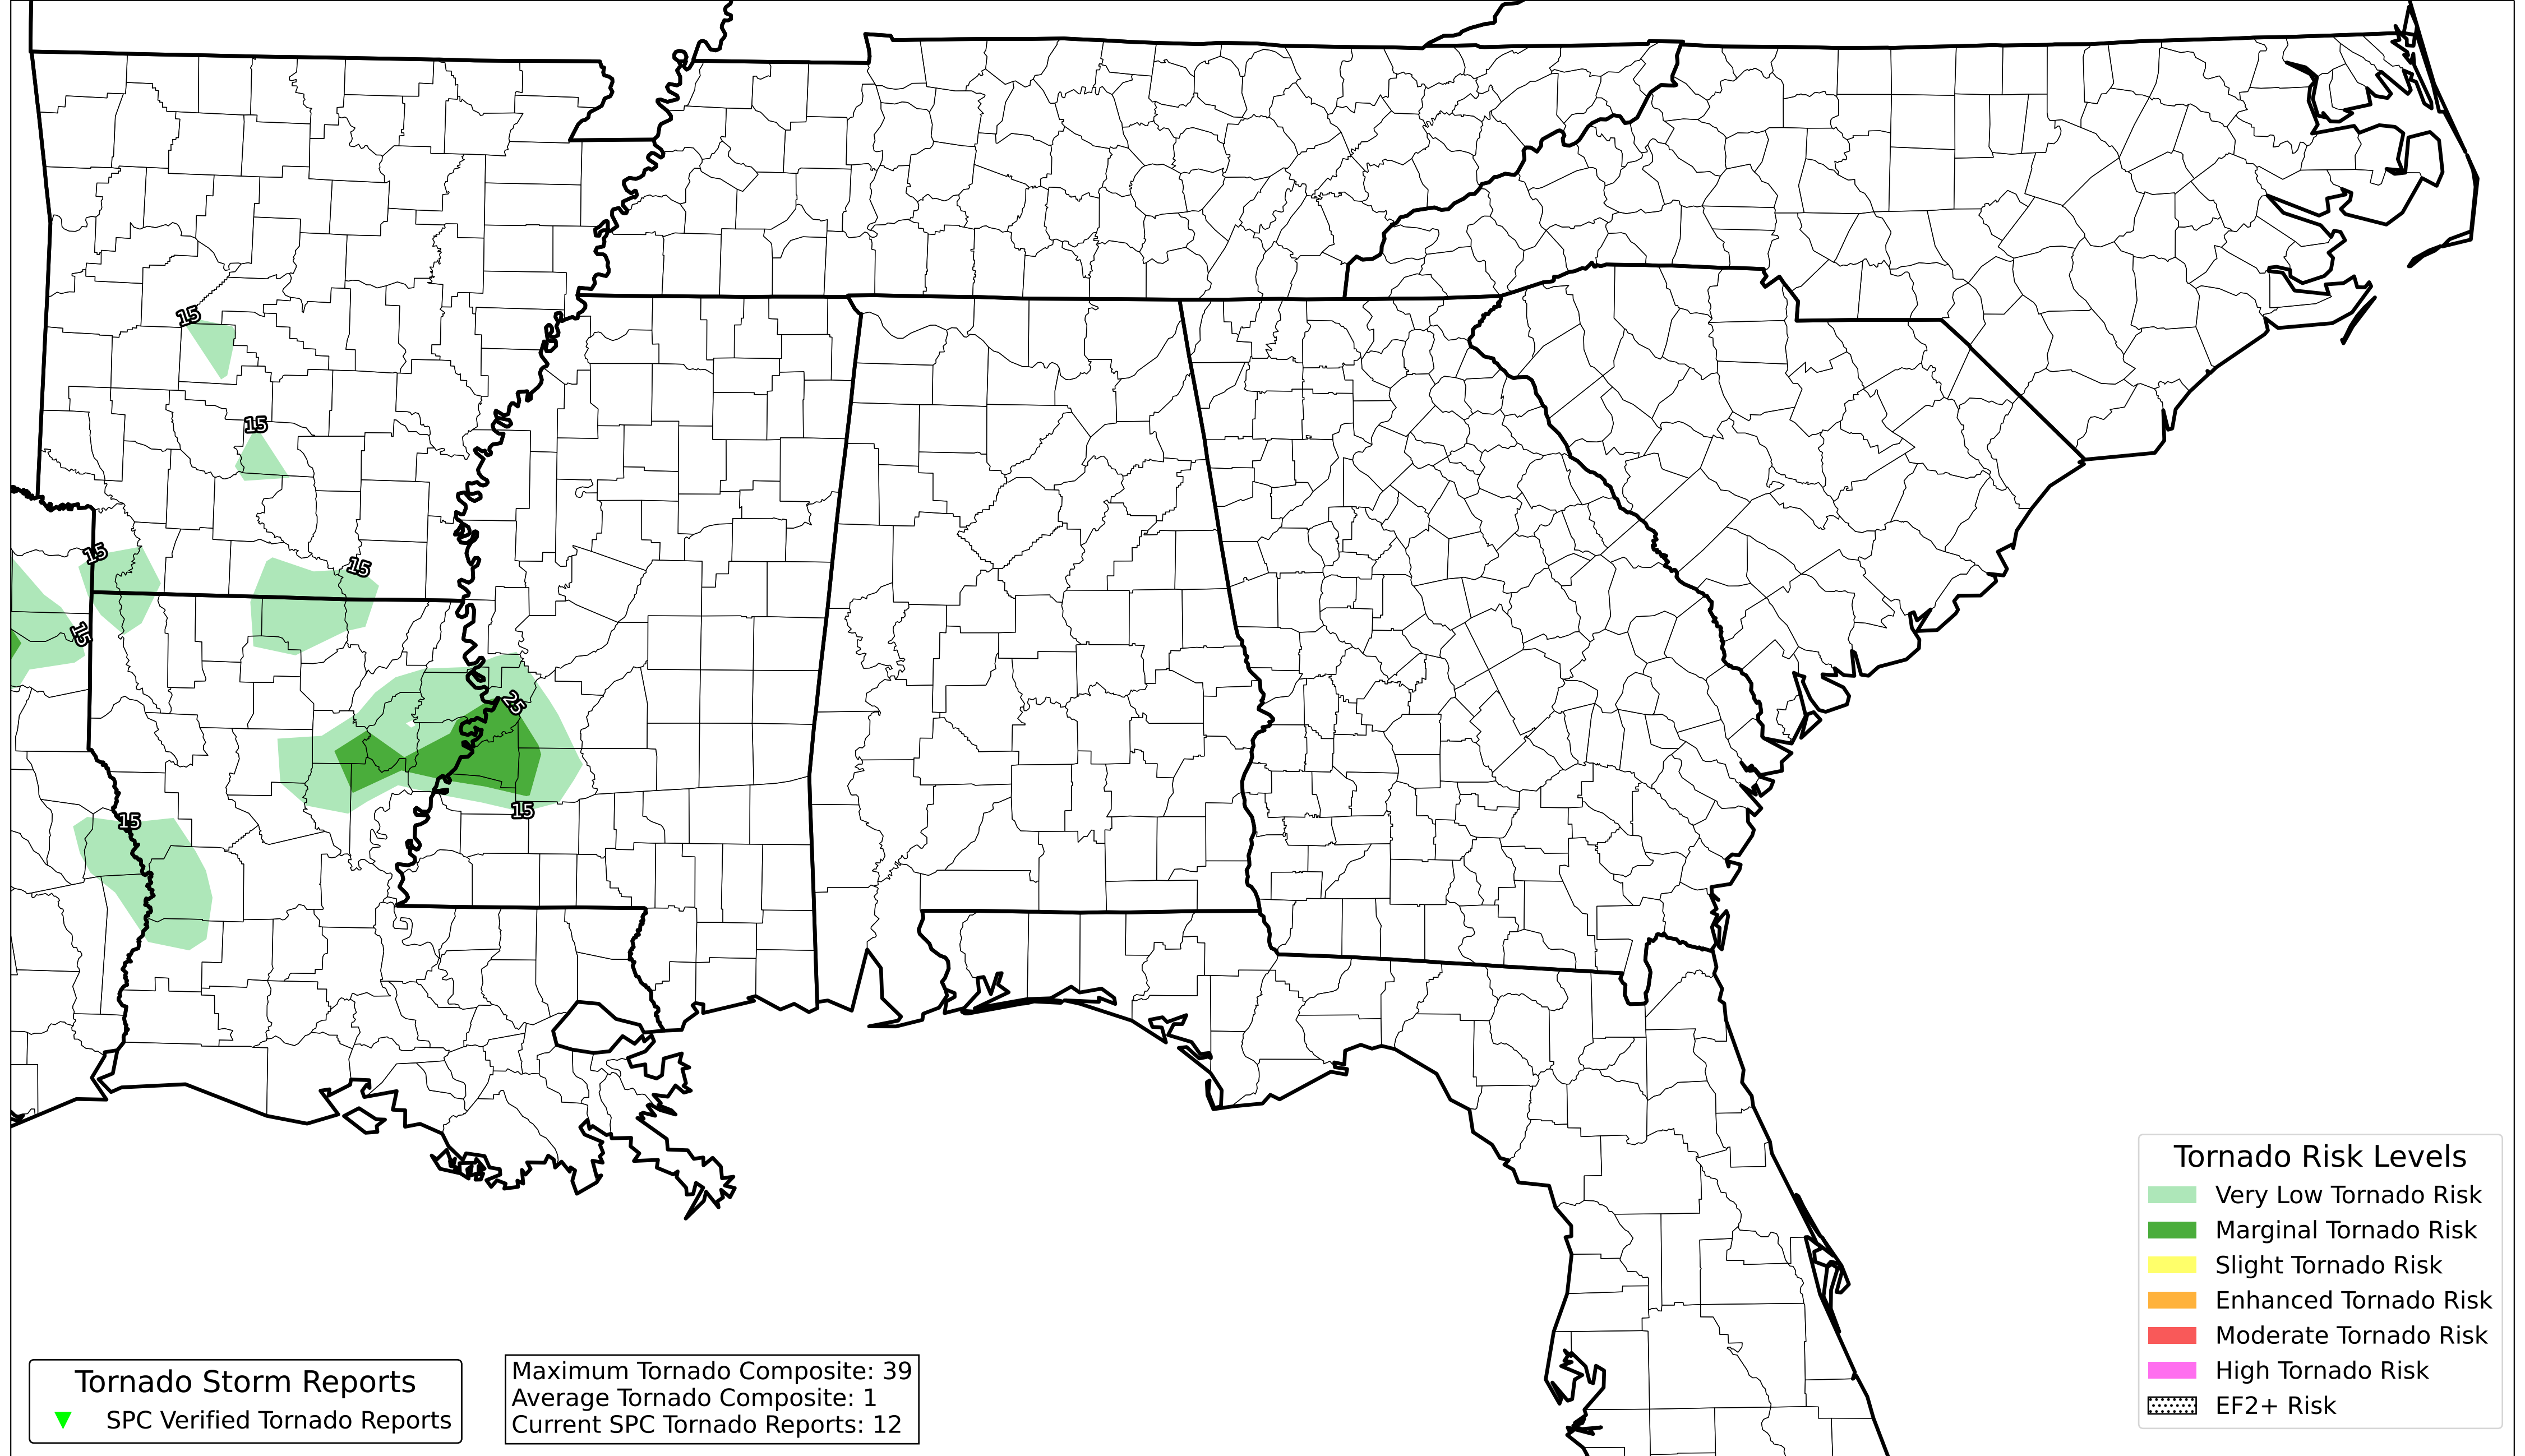 15
15
15
15
15
25
15
15
Tornado Storm Reports
SPC Verified Tornado Reports
Maximum Tornado Composite: 39
Average Tornado Composite: 1
Current SPC Tornado Reports: 12
Tornado Risk Levels
Very Low Tornado Risk
Marginal Tornado Risk
Slight Tornado Risk
Enhanced Tornado Risk
Moderate Tornado Risk
High Tornado Risk
EF2+ Risk